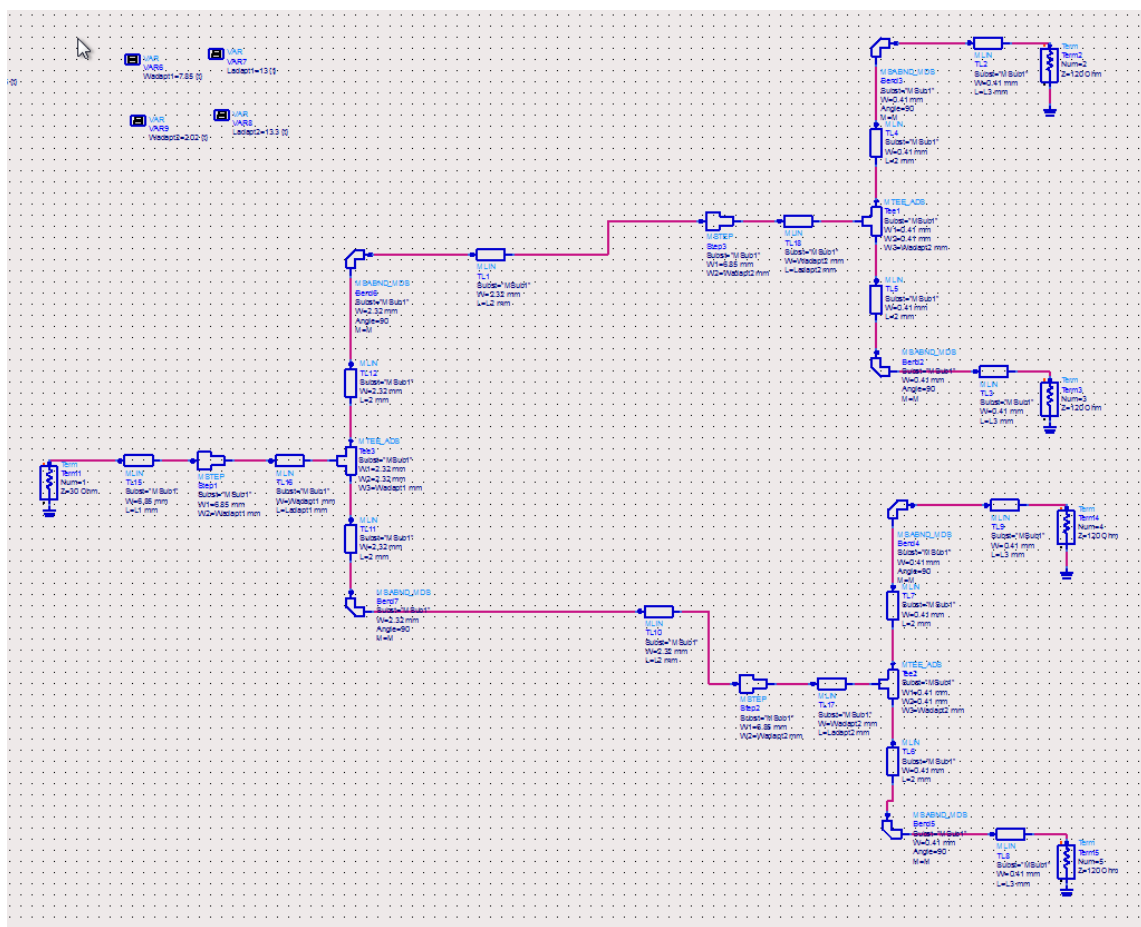 VAR
VAR6
Wadapt1=7.85 {t}
VAR
VAR7
Ladapt1=13 {t}
{t}
VAR
VAR9
Wadapt2=2.02 {t}
VAR
VAR8
Ladapt2=13.3 {t}
MSABND_MDS
Bend3
Subst="MSub1"
W=0.41 mm
Angle=90
M=M
MLIN
TL2
Subst="MSub1"
W=0.41 mm
L=L3 mm
Term
Term2
Num=2
Z=120 Ohm
MLIN
TL4
Subst="MSub1"
W=0.41 mm
L=2 mm
MTEE_ADS
Tee1
Subst="MSub1"
W1=0.41 mm
W2=0.41 mm
W3=Wadapt2 mm
MSTEP
Step3
Subst="MSub1"
W1=6.85 mm
W2=Wadapt2 mm
MLIN
TL18
Subst="MSub1"
W=Wadapt2 mm
L=Ladapt2 mm
MLIN
TL5
Subst="MSub1"
W=0.41 mm
L=2 mm
MSABND_MDS
Bend2
Subst="MSub1"
W=0.41 mm
Angle=90
M=M
MLIN
TL3
Subst="MSub1"
W=0.41 mm
L=L3 mm
Term
Term3
Num=3
Z=120 Ohm
MSABND_MDS
Bend6
Subst="MSub1"
W=2.32 mm
Angle=90
M=M
MLIN
TL1
Subst="MSub1"
W=2.32 mm
L=L2 mm
MLIN
TL12
Subst="MSub1"
W=2.32 mm
L=2 mm
MTEE_ADS
Tee3
Subst="MSub1"
W1=2.32 mm
W2=2.32 mm
W3=Wadapt1 mm
Term
Term11
Num=1
Z=30 Ohm
MLIN
TL15
Subst="MSub1"
W=6.85 mm
L=L1 mm
MSTEP
Step1
Subst="MSub1"
W1=6.85 mm
W2=Wadapt1 mm
MLIN
TL16
Subst="MSub1"
W=Wadapt1 mm
L=Ladapt1 mm
MLIN
TL11
Subst="MSub1"
W=2.32 mm
L=2 mm
MSABND_MDS
Bend7
Subst="MSub1"
W=2.32 mm
Angle=90
M=M
MLIN
TL10
Subst="MSub1"
W=2.32 mm
L=L2 mm
MSABND_MDS
Bend4
Subst="MSub1"
W=0.41 mm
Angle=90
M=M
MLIN
TL9
Subst="MSub1"
W=0.41 mm
L=L3 mm
Term
Term14
Num=4
Z=120 Ohm
MLIN
TL7
Subst="MSub1"
W=0.41 mm
L=2 mm
MTEE_ADS
Tee2
Subst="MSub1"
W1=0.41 mm
W2=0.41 mm
W3=Wadapt2 mm
MSTEP
Step2
Subst="MSub1"
W1=6.85 mm
W2=Wadapt2 mm
MLIN
TL17
Subst="MSub1"
W=Wadapt2 mm
L=Ladapt2 mm
MLIN
TL6
Subst="MSub1"
W=0.41 mm
L=2 mm
MSABND_MDS
Bend5
Subst="MSub1"
W=0.41 mm
Angle=90
M=M
MLIN
TL8
Subst="MSub1"
W=0.41 mm
L=L3 mm
Term
Term15
Num=5
Z=120 Ohm